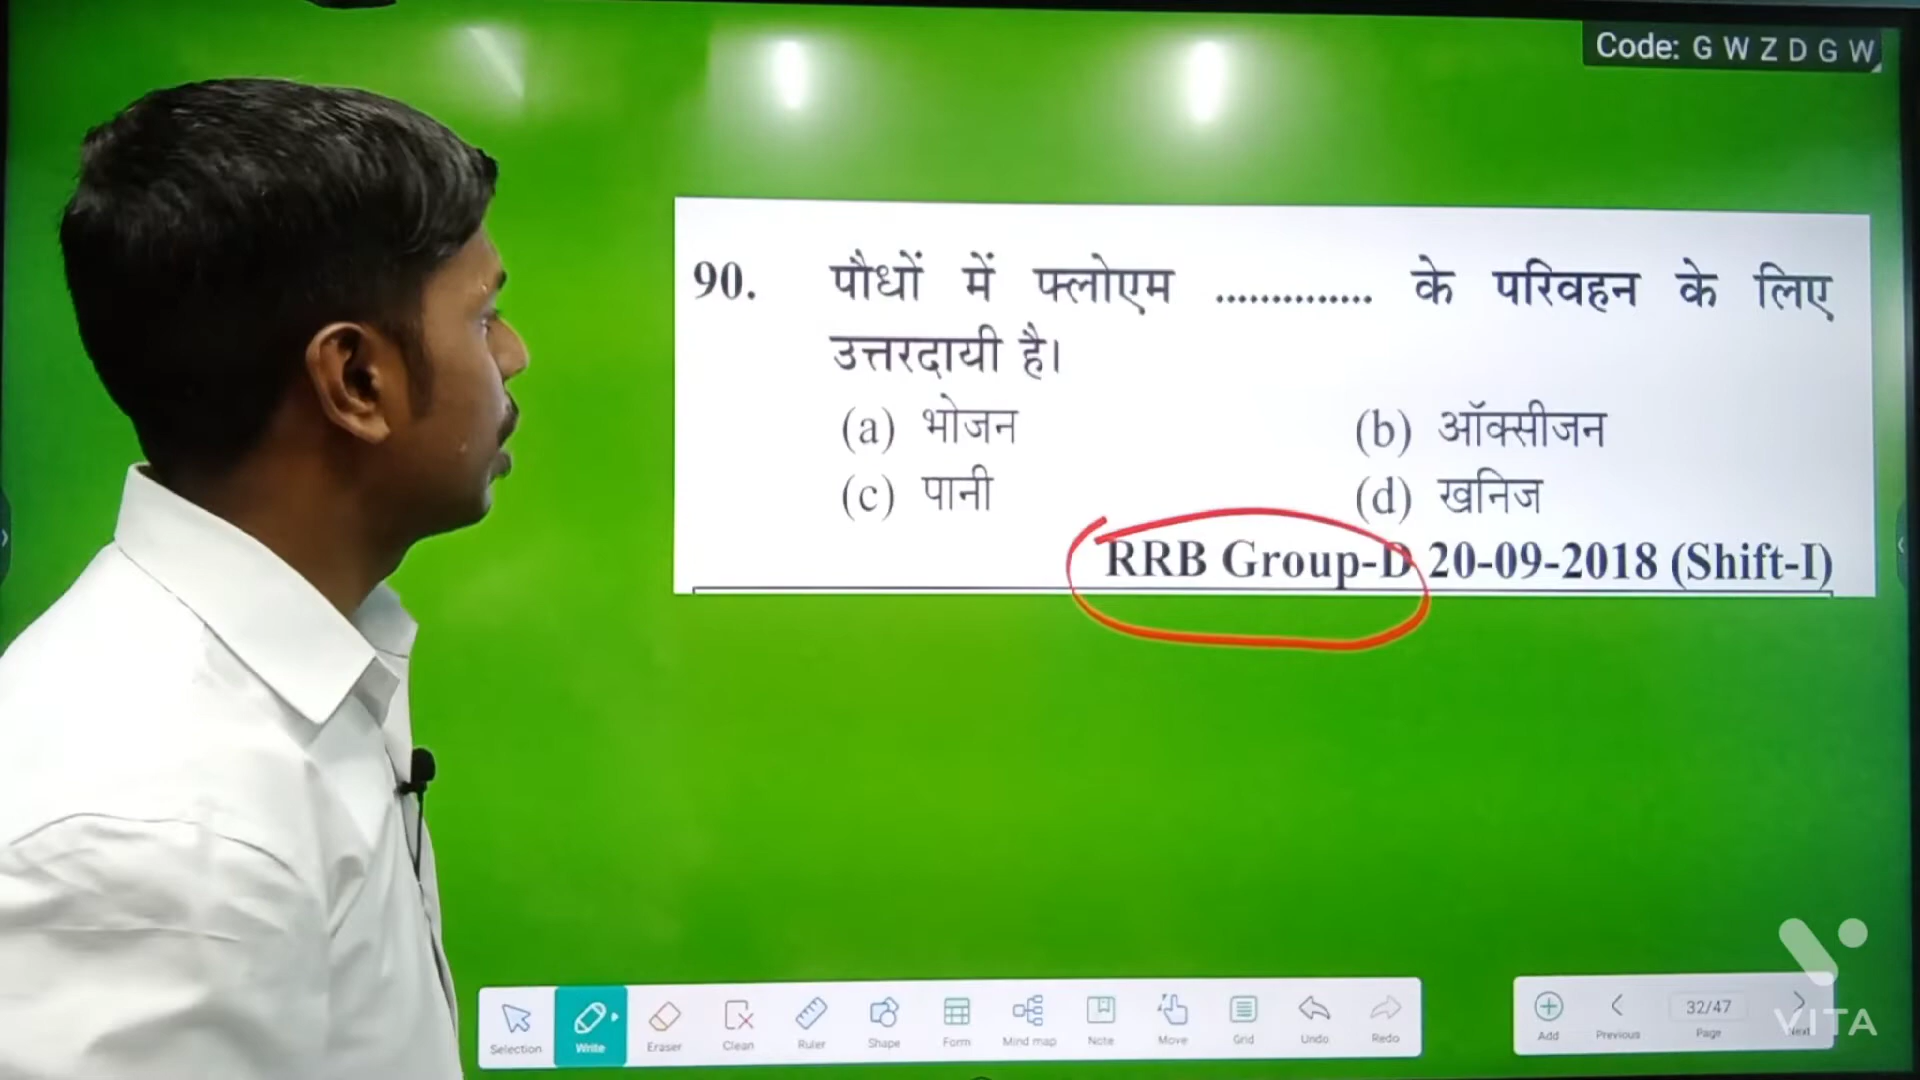 Code: G W Z D G W
90. पौधों में फ्लोएम .............. के परिवहन के लिए
उत्तरदायी है।
(a) भोजन (b) ऑक्सीजन
(c) पानी (d) खनिज
RRB Group-D 20-09-2018 (Shift-I)
Selection Write Eraser Clean Ruler Shape Form Mind map Note Move Grid Undo Redo
Add Previous 32/47 Page Next
VITA